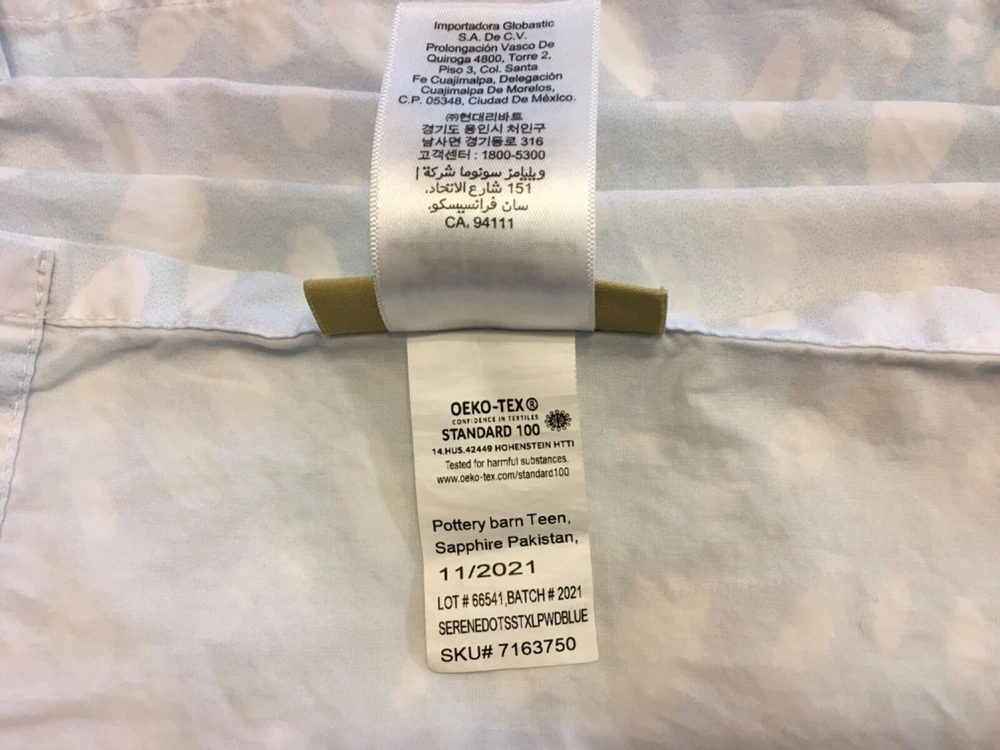 Importadora Globastic
S.A. De C.V.
Prolongación Vasco De
Quiroga 4800, Torre 2,
Piso 3, Col. Santa
Fe Cuajimalpa, Delegación
Cuajimalpa De Morelos,
C.P. 05348, Ciudad De México.
㈜현대리바트
경기도 용인시 처인구
남사면 경기동로 316
고객센터 : 1800-5300
ويليامز سونوما شركة ا
151 شارع الاتحاد،
سان فرانسيسكو،
CA، 94111
OEKO-TEX®
CONFIDENCE IN TEXTILES
STANDARD 100
14.HUS.42449 HOHENSTEIN HTTI
Tested for harmful substances.
www.oeko-tex.com/standard100
Pottery barn Teen,
Sapphire Pakistan,
11/2021
LOT # 66541,BATCH # 2021
SERENEDOTSSTXLPWDBLUE
SKU# 7163750